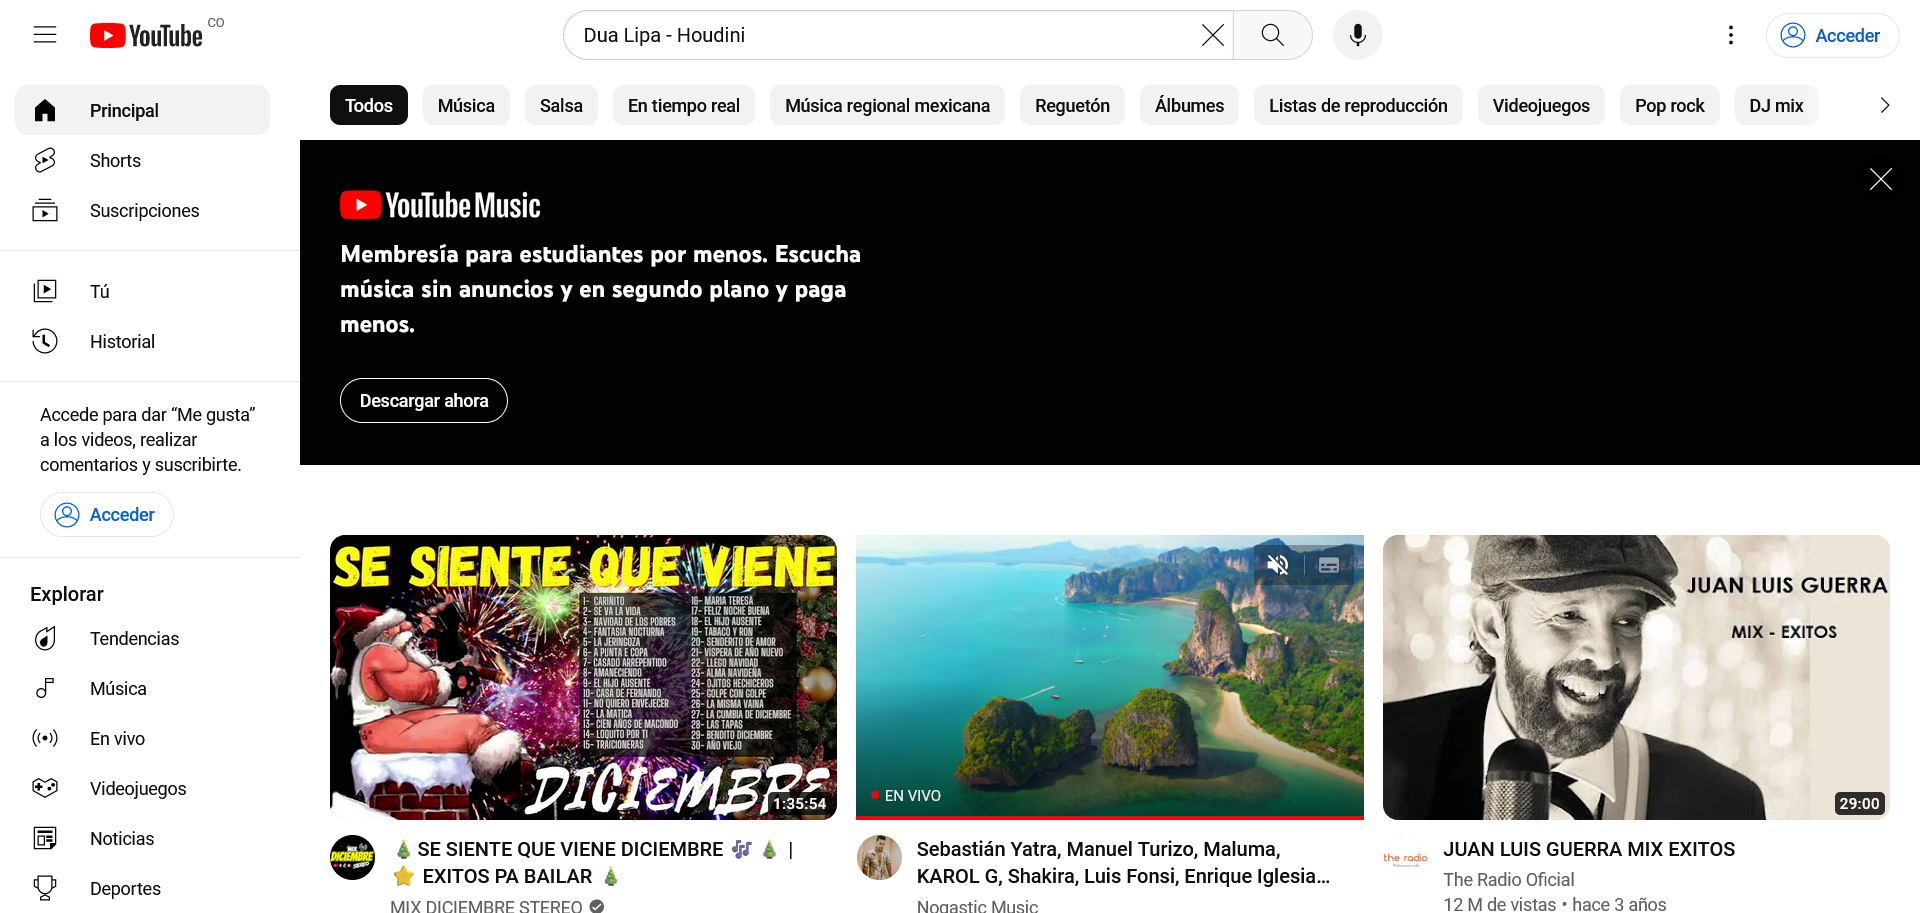 YouTube CO
Dua Lipa - Houdini
Acceder
Principal
Shorts
Suscripciones
Tú
Historial
Accede para dar “Me gusta”
a los videos, realizar
comentarios y suscribirte.
Acceder
Explorar
Tendencias
Música
En vivo
Videojuegos
Noticias
Deportes
Todos
Música
Salsa
En tiempo real
Música regional mexicana
Reguetón
Álbumes
Listas de reproducción
Videojuegos
Pop rock
DJ mix
YouTube Music
Membresía para estudiantes por menos. Escucha
música sin anuncios y en segundo plano y paga
menos.
Descargar ahora
SE SIENTE QUE VIENE
1- CARIÑITO
2- SE VA LA VIDA
3- NAVIDAD DE LOS POBRES
4- FANTASIA NOCTURNA
5- LA JERINGOZA
6- A PUNTA E COPA
7- CASADO ARREPENTIDO
8- AMANECIENDO
9- EL HIJO AUSENTE
10- CASA DE FERNANDO
11- NO QUIERO ENVEJECER
12- LA MATICA
13- CIEN AÑOS DE MACONDO
14- LOQUITO POR TI
15- TRAICIONERAS
16- MARIA TERESA
17- FELIZ NOCHE BUENA
18- EL HIJO AUSENTE
19- TABACO Y RON
20- SENDERITO DE AMOR
21- VISPERA DE AÑO NUEVO
22- LLEGO NAVIDAD
23- ALMA NAVIDEÑA
24- OJITOS HECHICEROS
25- GOLPE CON GOLPE
26- LA MISMA VAINA
27- LA CUMBIA DE DICIEMBRE
28- LAS TAPAS
29- BENDITO DICIEMBRE
30- AÑO VIEJO
DICIEMBRE
1:35:54
MIX
DICIEMBRE
STEREO
🎄SE SIENTE QUE VIENE DICIEMBRE 🎶 🎄 |
⭐ EXITOS PA BAILAR 🎄
MIX DICIEMBRE STEREO
EN VIVO
Sebastián Yatra, Manuel Turizo, Maluma,
KAROL G, Shakira, Luis Fonsi, Enrique Iglesia...
Nogastic Music
JUAN LUIS GUERRA
MIX - EXITOS
29:00
the radio
JUAN LUIS GUERRA MIX EXITOS
The Radio Oficial
12 M de vistas • hace 3 años